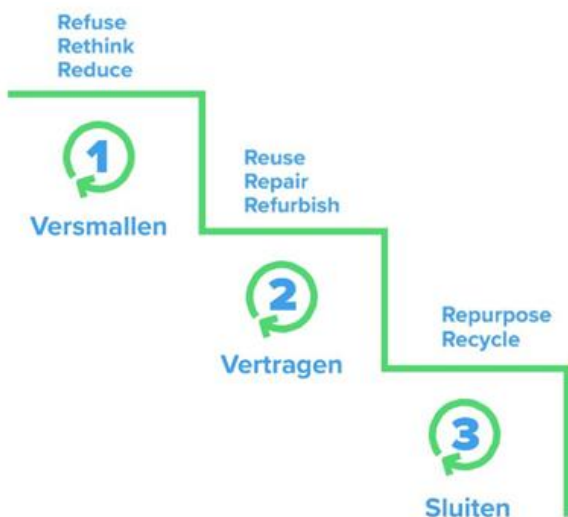 Refuse
Rethink
Reduce
1
Versmallen
Reuse
Repair
Refurbish
2
Vertragen
Repurpose
Recycle
3
Sluiten